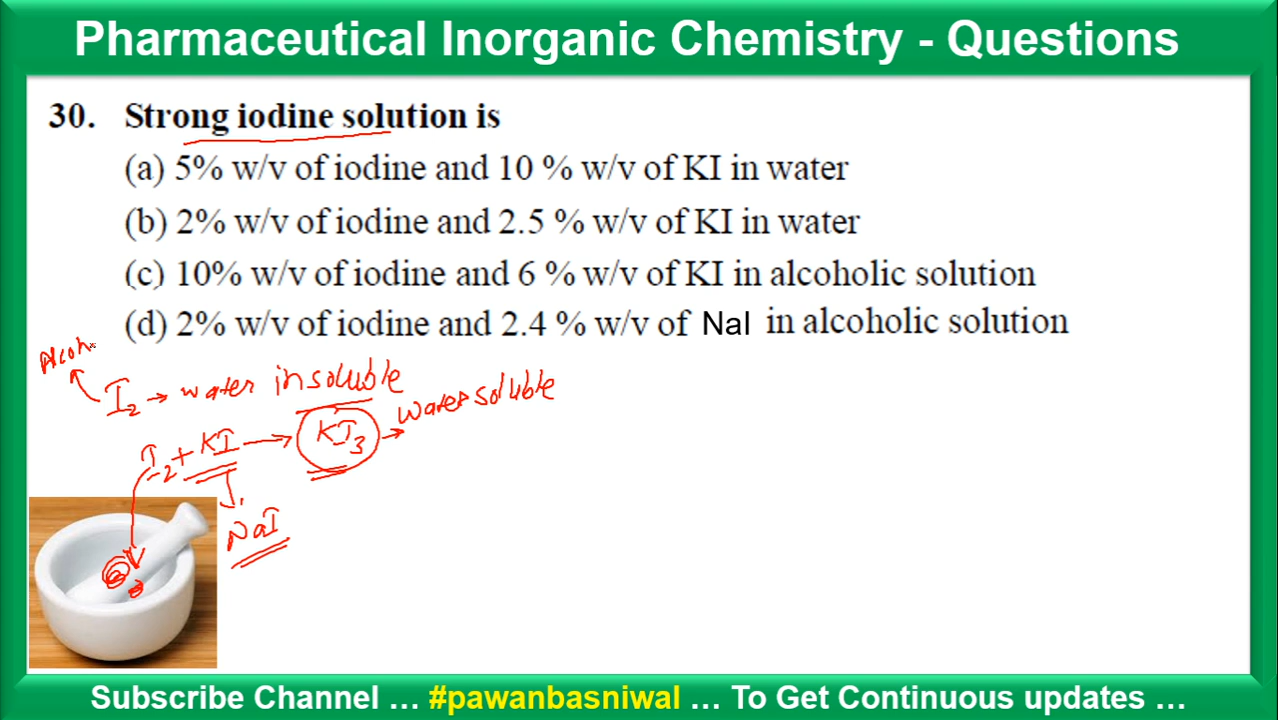 Pharmaceutical Inorganic Chemistry - Questions
30. Strong iodine solution is
(a) 5% w/v of iodine and 10 % w/v of KI in water
(b) 2% w/v of iodine and 2.5 % w/v of KI in water
(c) 10% w/v of iodine and 6 % w/v of KI in alcoholic solution
(d) 2% w/v of iodine and 2.4 % w/v of NaI in alcoholic solution
Alcoh
I2 → water insoluble
I2 + KI → KI3 → water soluble
NaI
Subscribe Channel ... #pawanbasniwal ... To Get Continuous updates ...